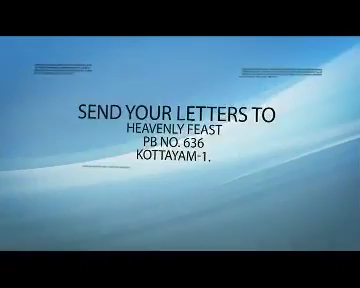 SEND YOUR LETTERS TO
HEAVENLY FEAST
PB NO. 636
KOTTAYAM-1.